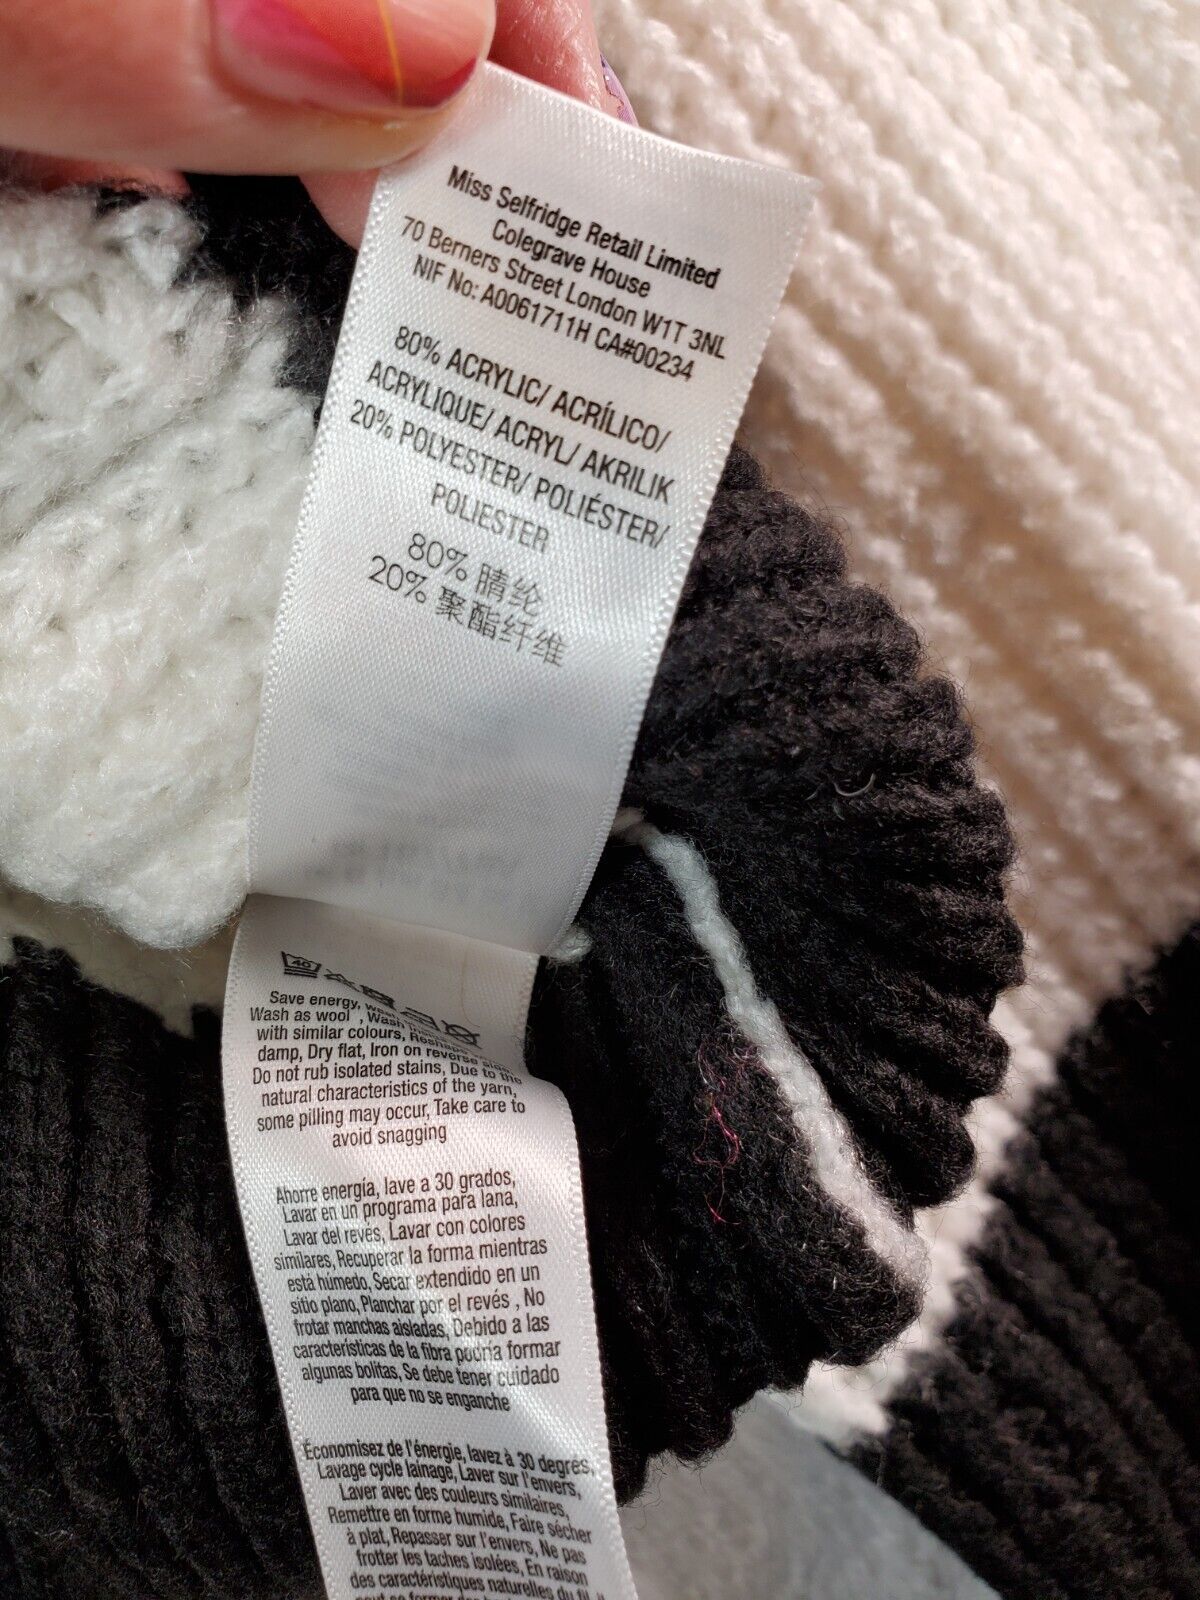 Miss Selfridge Retail Limited
Colegrave House
70 Berners Street London W1T 3NL
NIF No: A0061711H CA#00234
80% ACRYLIC/ ACRÍLICO/
ACRYLIQUE/ ACRYL/ AKRILIK
20% POLYESTER/ POLIÉSTER/
POLIESTER
80% 腈纶
20% 聚酯纤维
40
Save energy,
Wash as wool , Wash
with similar colours, Reshape
damp, Dry flat, Iron on reverse side,
Do not rub isolated stains, Due to the
natural characteristics of the yarn,
some pilling may occur, Take care to
avoid snagging
Ahorre energía, lave a 30 grados,
Lavar en un programa para lana,
Lavar del revés, Lavar con colores
similares, Recuperar la forma mientras
está húmedo, Secar extendido en un
sitio plano, Planchar por el revés , No
frotar manchas aisladas, Debido a las
características de la fibra podría formar
algunas bolitas, Se debe tener cuidado
para que no se enganche
Économisez de l'énergie, lavez à 30 degrés,
Lavage cycle lainage, Laver sur l'envers,
Laver avec des couleurs similaires,
Remettre en forme humide, Faire sécher
à plat, Repasser sur l'envers, Ne pas
frotter les taches isolées, En raison
des caractéristiques naturelles du